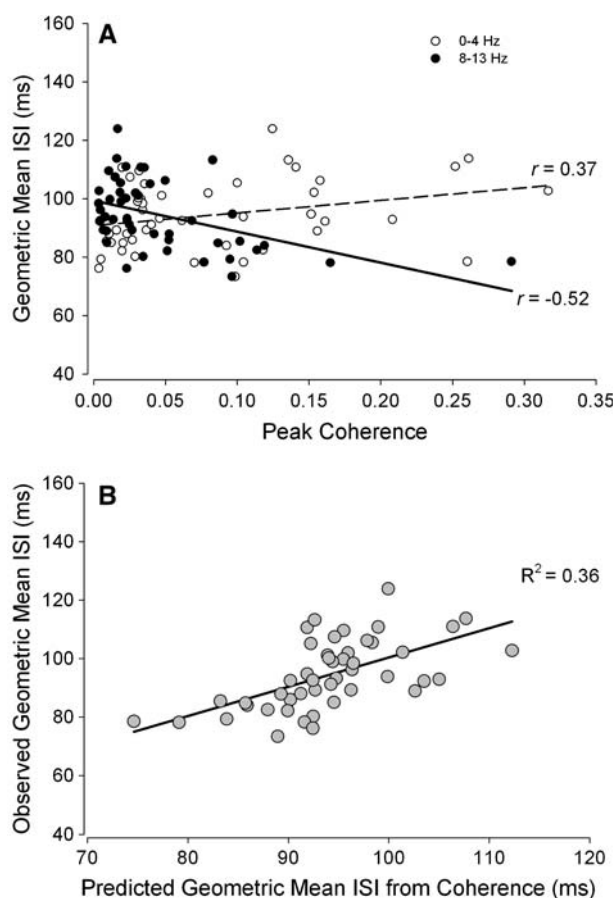 A
0-4 Hz
8-13 Hz
Geometric Mean ISI (ms)
160
140
120
100
80
60
40
r = 0.37
r = -0.52
0.00 0.05 0.10 0.15 0.20 0.25 0.30 0.35
Peak Coherence
B
Observed Geometric Mean ISI (ms)
160
140
120
100
80
60
40
R² = 0.36
70 80 90 100 110 120
Predicted Geometric Mean ISI from Coherence (ms)